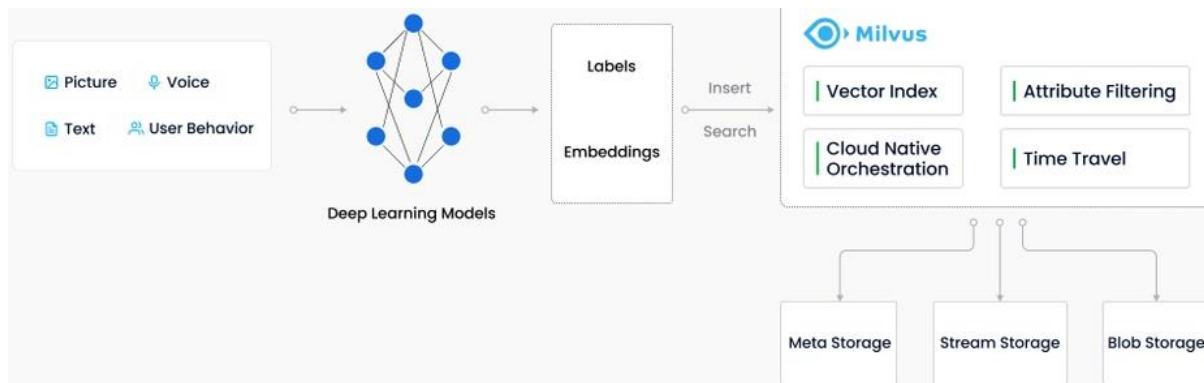 Picture
Voice
Text
User Behavior
Deep Learning Models
Labels
Embeddings
Insert
Search
Milvus
Vector Index
Attribute Filtering
Cloud Native
Orchestration
Time Travel
Meta Storage
Stream Storage
Blob Storage